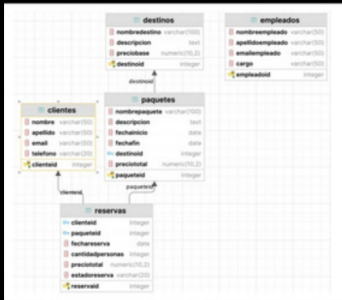 destinos
nombredestino varchar(100)
descripcion text
preciobase numeric(10,2)
destinoid integer
empleados
nombreempleado varchar(50)
apellidoempleado varchar(50)
emailempleado varchar(50)
cargo varchar(50)
empleadoid integer
destinoid
clientes
nombre varchar(50)
apellido varchar(50)
email varchar(50)
telefono varchar(20)
clienteid integer
paquetes
nombrepaquete varchar(100)
descripcion text
fechainicio date
fechafin date
destinoid integer
preciototal numeric(10,2)
paqueteid integer
clienteid
paqueteid
reservas
clienteid integer
paqueteid integer
fechareserva date
cantidadpersonas integer
preciototal numeric(10,2)
estadoreserva varchar(20)
reservaid integer